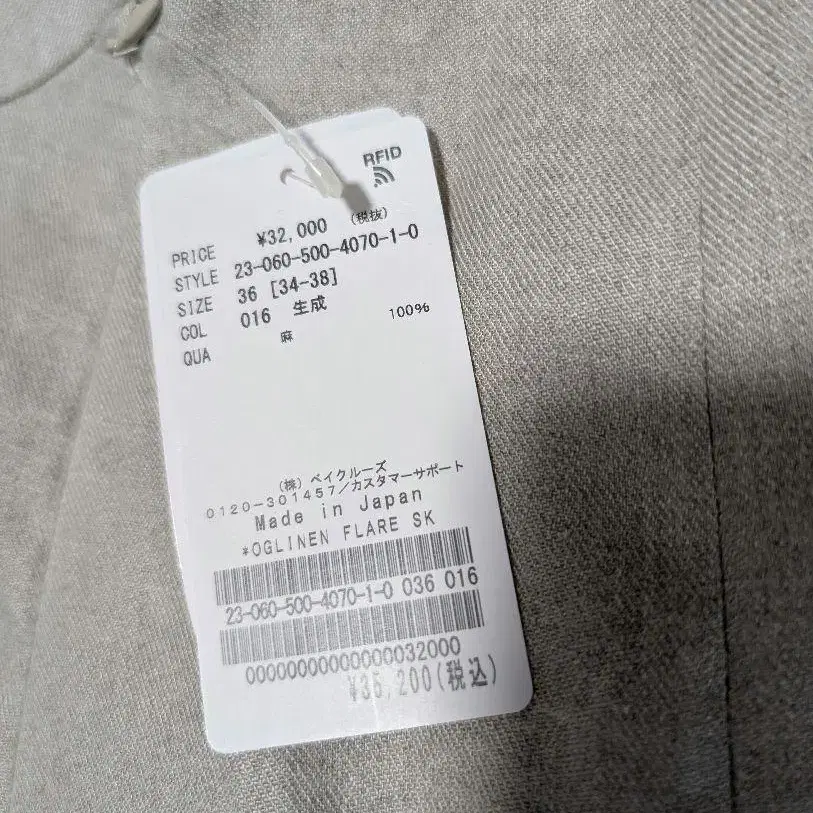 RFID
PRICE ¥32,000 (税抜)
STYLE 23-060-500-4070-1-0
SIZE 36 [34-38]
COL 016 生成
QUA 麻 100%
(株) ベイクルーズ
0120-301457/カスタマーサポート
Made in Japan
*OGLINEN FLARE SK
23-060-500-4070-1-0 036 016
00000000000000032000
¥35,200(税込)